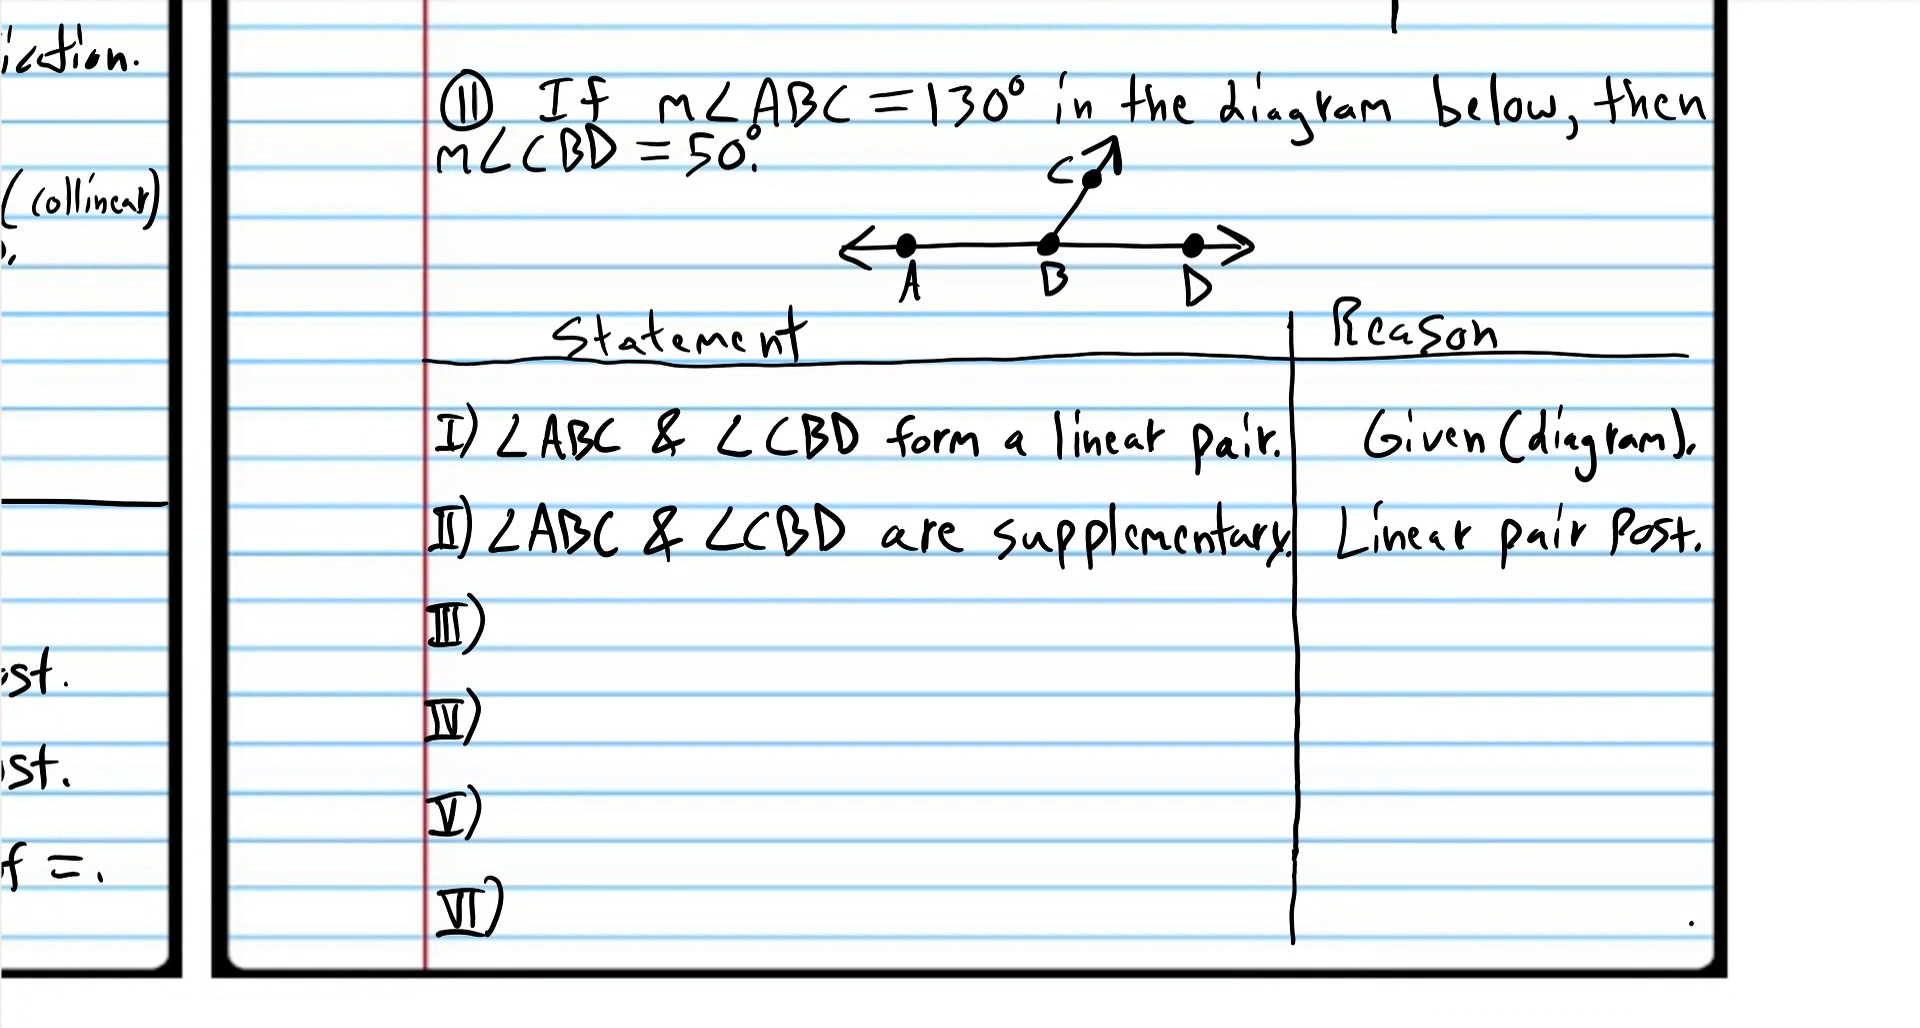 iction.
(collinear)
st.
st.
f =.
⑪ If m∠ABC = 130° in the diagram below, then
m∠CBD = 50°.
C
A B D
Statement Reason
I) ∠ABC & ∠CBD form a linear pair. Given (diagram).
II) ∠ABC & ∠CBD are supplementary. Linear pair Post.
III)
IV)
V)
VI)